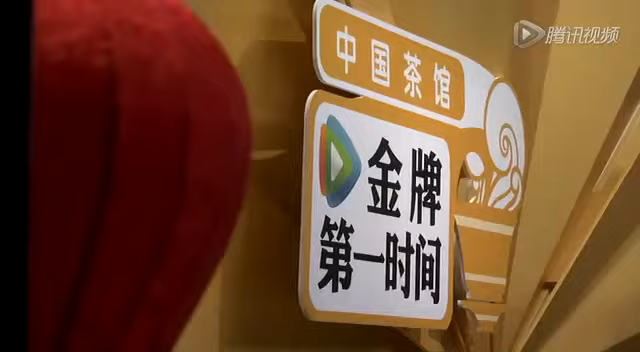 腾讯视频
中国茶馆
金牌
第一时间